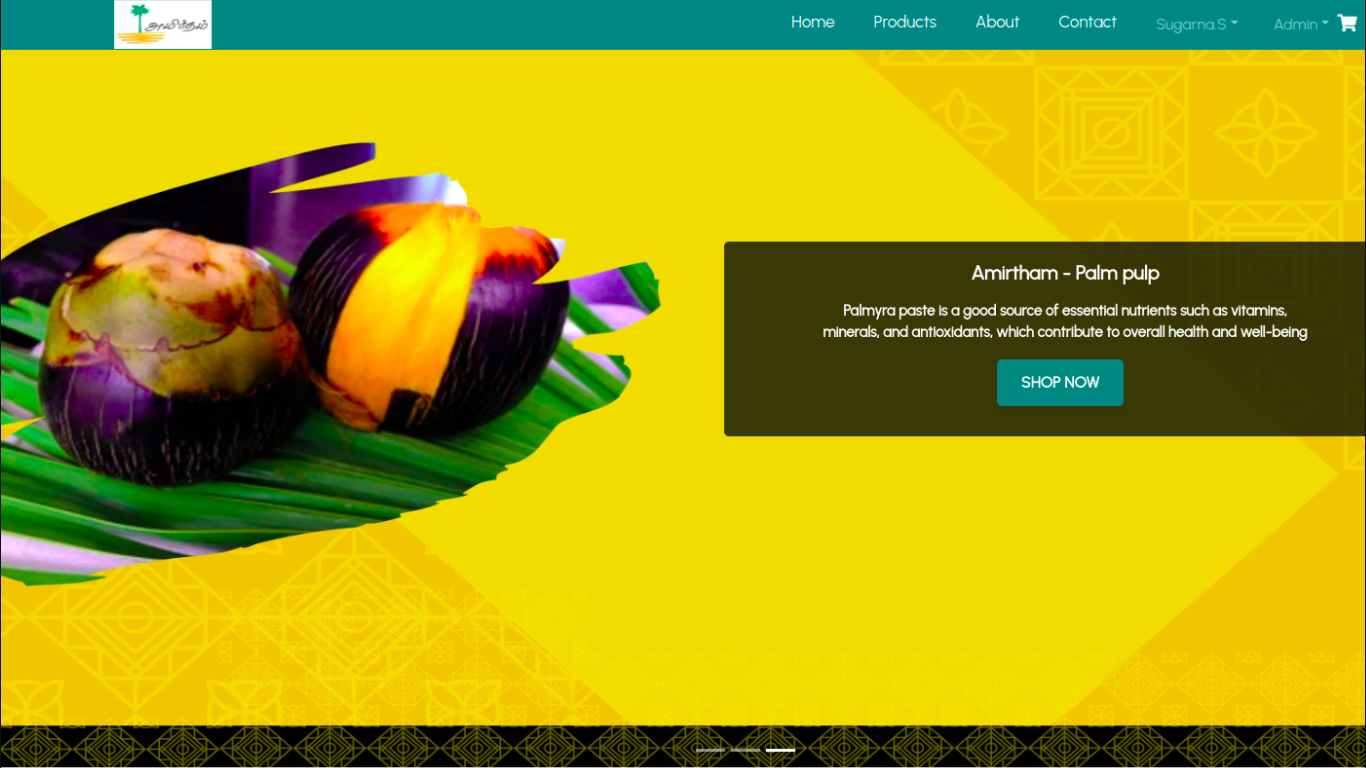 அமிர்தம்
Home Products About Contact Sugarna.S Admin
Amirtham - Palm pulp
Palmyra paste is a good source of essential nutrients such as vitamins,
minerals, and antioxidants, which contribute to overall health and well-being
SHOP NOW